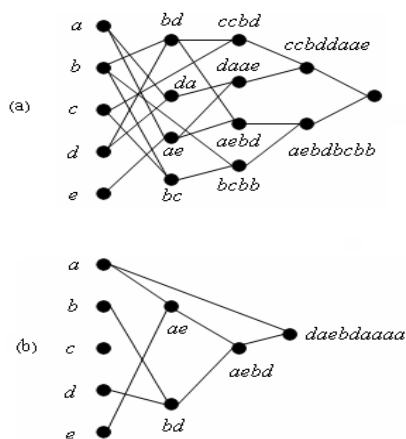 a bd ccbd
b da daae ccbddaae
(a) c
d ae aebd aebdbcbb
e bc bcbb
a
b ae daebdaaaa
(b) c aebd
d
e bd